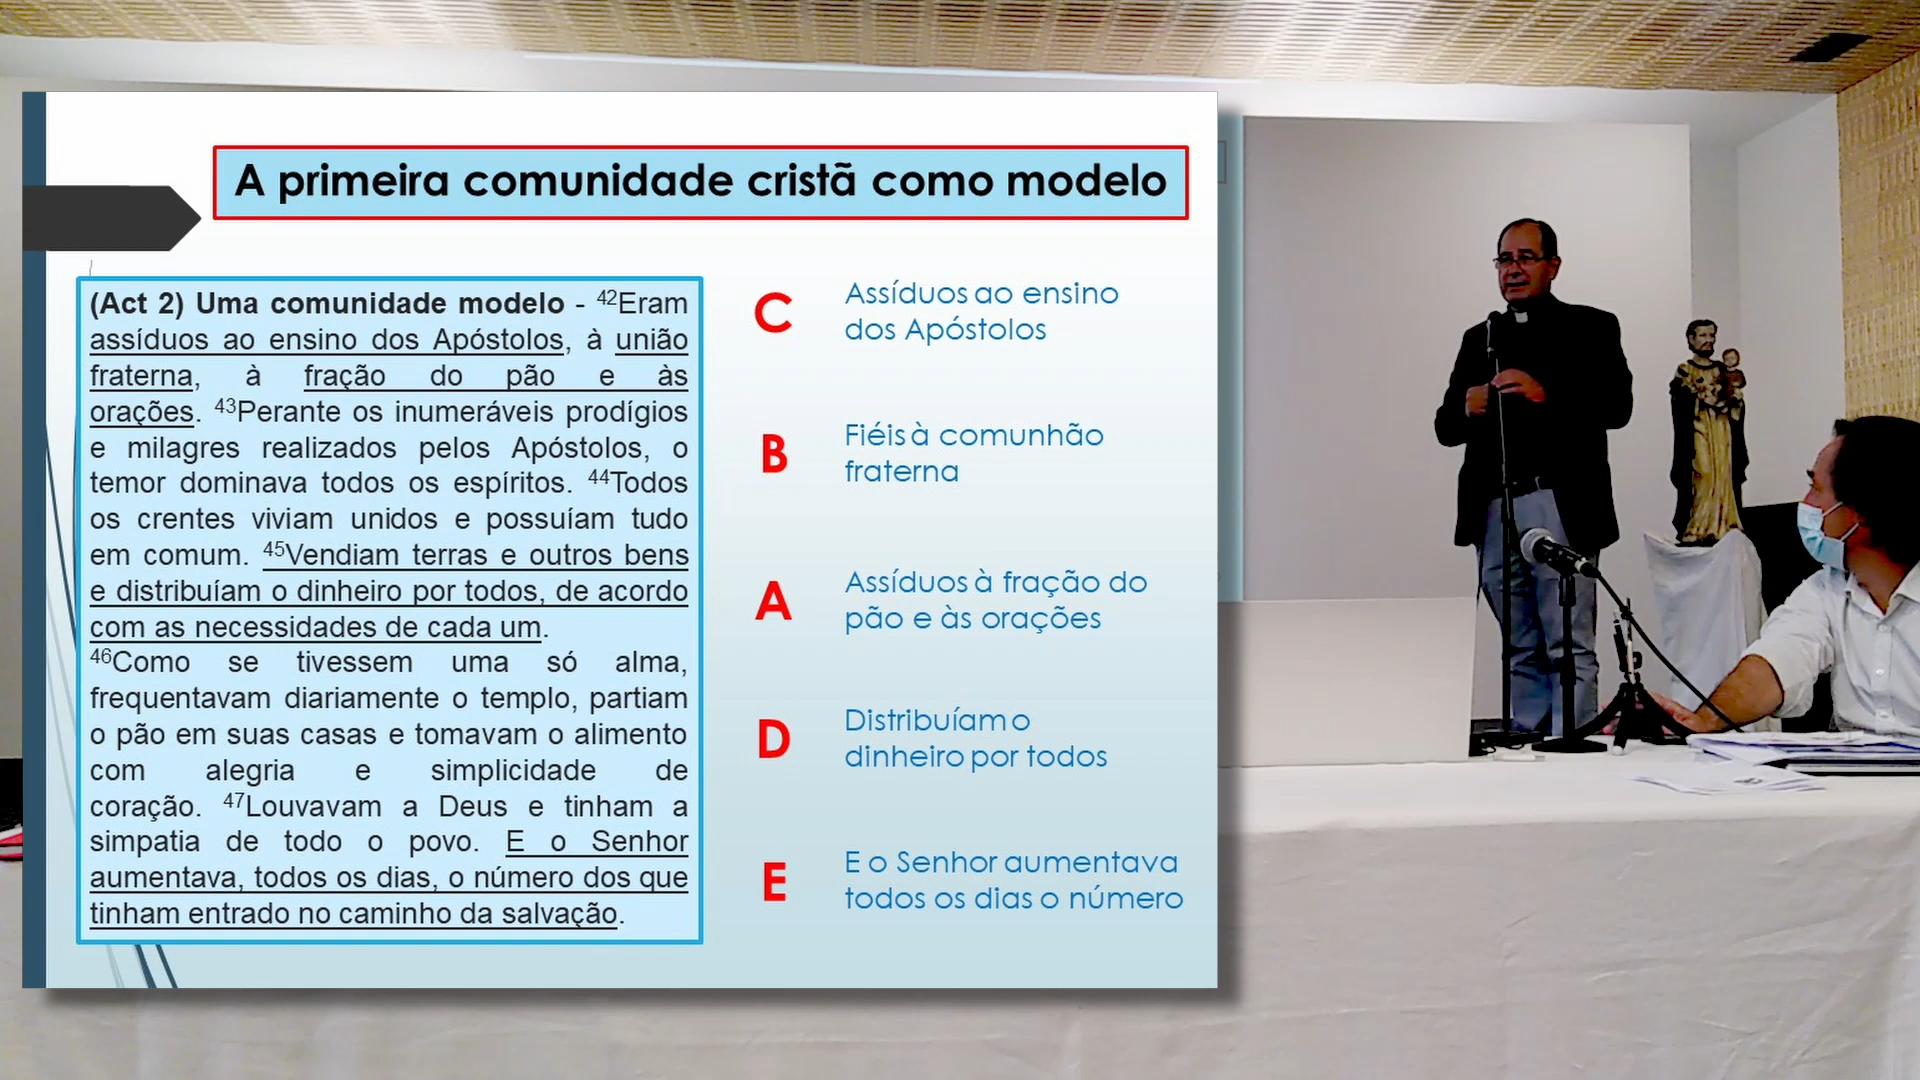 A primeira comunidade cristã como modelo
(Act 2) Uma comunidade modelo - 42Eram
assíduos ao ensino dos Apóstolos, à união
fraterna, à fração do pão e às
orações. 43Perante os inumeráveis prodígios
e milagres realizados pelos Apóstolos, o
temor dominava todos os espíritos. 44Todos
os crentes viviam unidos e possuíam tudo
em comum. 45Vendiam terras e outros bens
e distribuíam o dinheiro por todos, de acordo
com as necessidades de cada um.
46Como se tivessem uma só alma,
frequentavam diariamente o templo, partiam
o pão em suas casas e tomavam o alimento
com alegria e simplicidade de
coração. 47Louvavam a Deus e tinham a
simpatia de todo o povo. E o Senhor
aumentava, todos os dias, o número dos que
tinham entrado no caminho da salvação.
C
Assíduos ao ensino
dos Apóstolos
B
Fiéis à comunhão
fraterna
A
Assíduos à fração do
pão e às orações
D
Distribuíam o
dinheiro por todos
E
E o Senhor aumentava
todos os dias o número